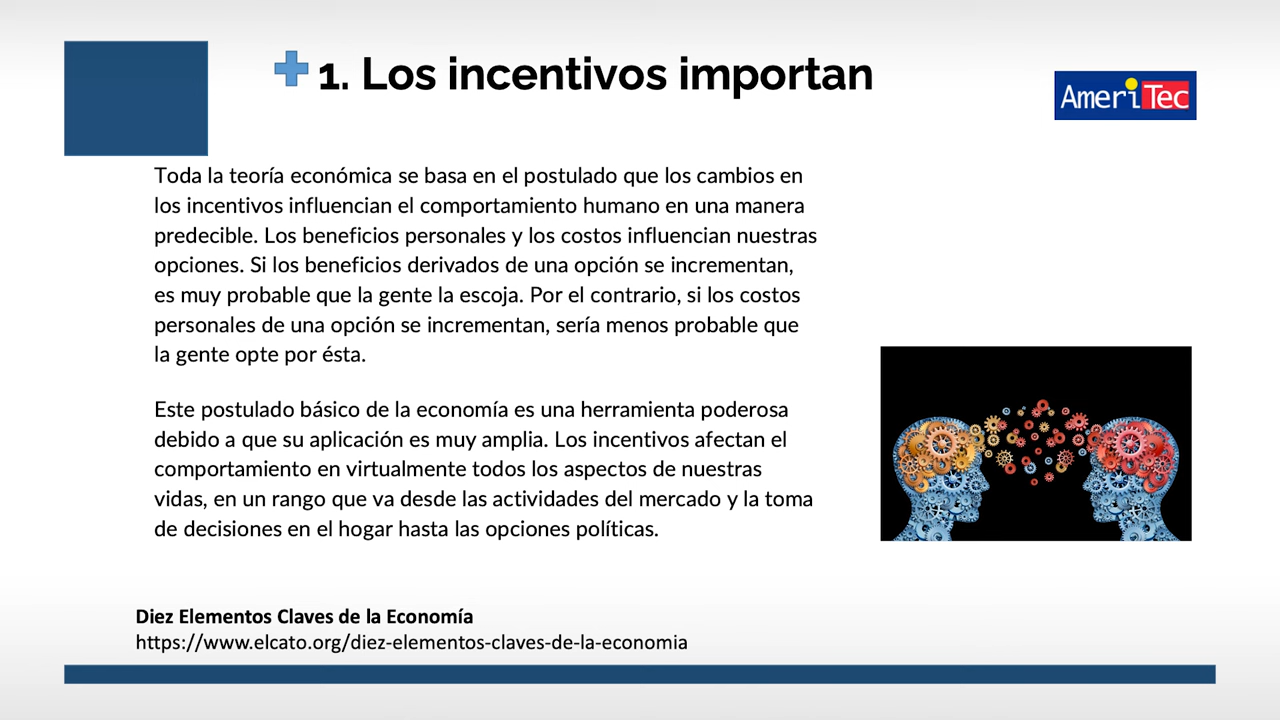 1. Los incentivos importan
AmeriTec
Toda la teoría económica se basa en el postulado que los cambios en
los incentivos influencian el comportamiento humano en una manera
predecible. Los beneficios personales y los costos influencian nuestras
opciones. Si los beneficios derivados de una opción se incrementan,
es muy probable que la gente la escoja. Por el contrario, si los costos
personales de una opción se incrementan, sería menos probable que
la gente opte por ésta.
Este postulado básico de la economía es una herramienta poderosa
debido a que su aplicación es muy amplia. Los incentivos afectan el
comportamiento en virtualmente todos los aspectos de nuestras
vidas, en un rango que va desde las actividades del mercado y la toma
de decisiones en el hogar hasta las opciones políticas.
Diez Elementos Claves de la Economía
https://www.elcato.org/diez-elementos-claves-de-la-economia